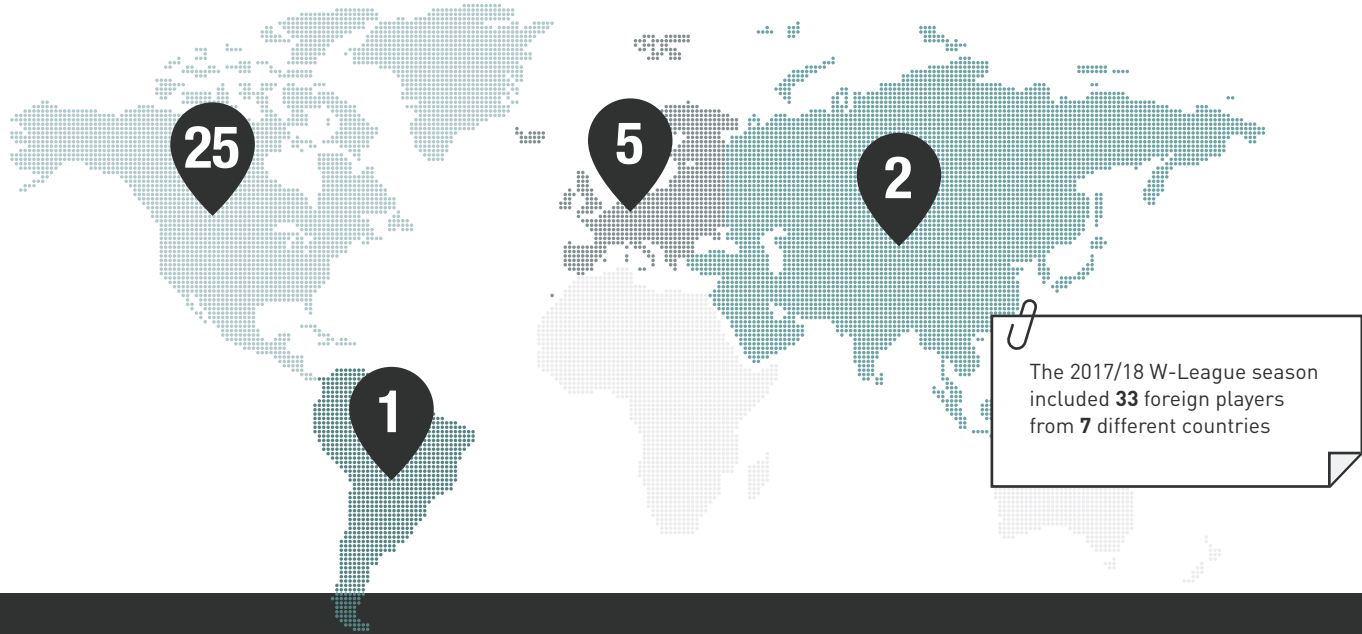 25
5
2
1
The 2017/18 W-League season
included 33 foreign players
from 7 different countries